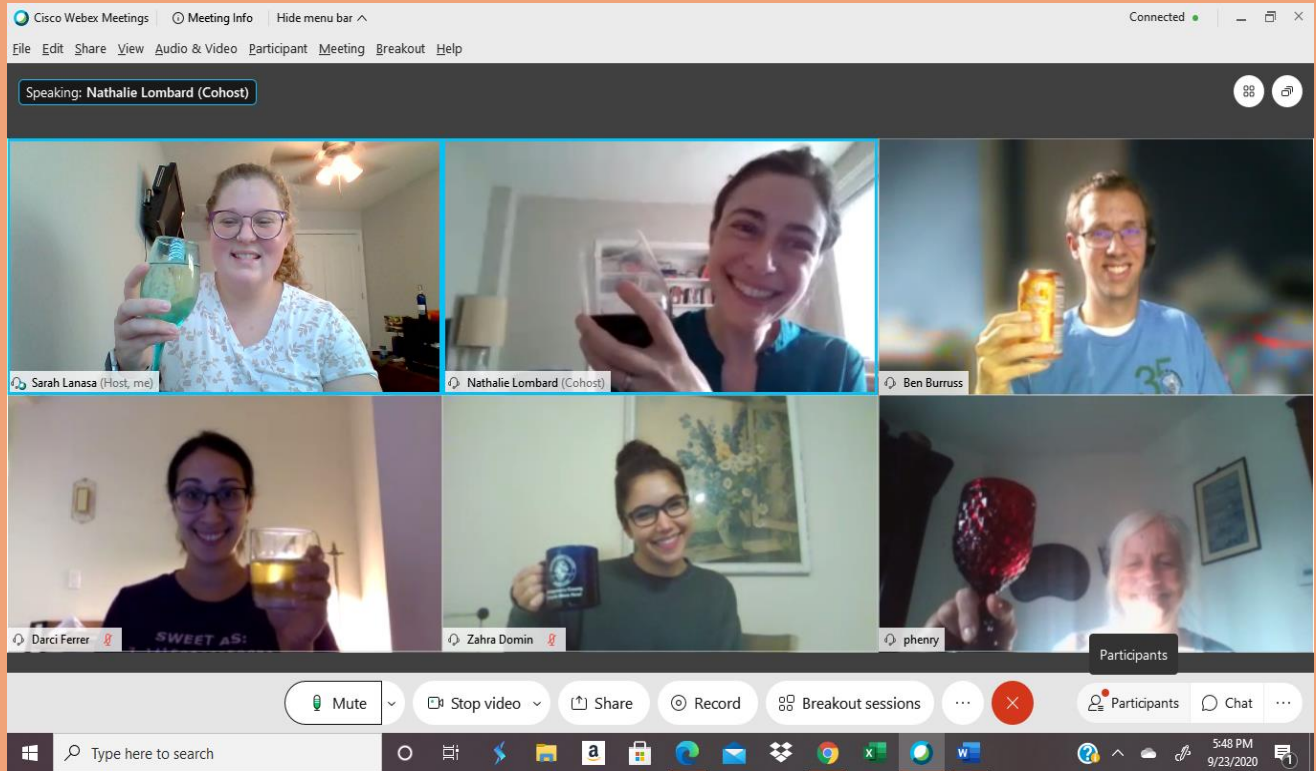 Cisco Webex Meetings Meeting Info Hide menu bar Connected
File Edit Share View Audio & Video Participant Meeting Breakout Help
Speaking: Nathalie Lombard (Cohost)
35
Sarah Lanasa (Host, me)
Nathalie Lombard (Cohost)
Ben Burruss
SWEET AS:
Darci Ferrer
Zahra Domin
phenry
Participants
Mute Stop video Share Record Breakout sessions ... Participants Chat ...
Type here to search
a
5:48 PM
9/23/2020
1